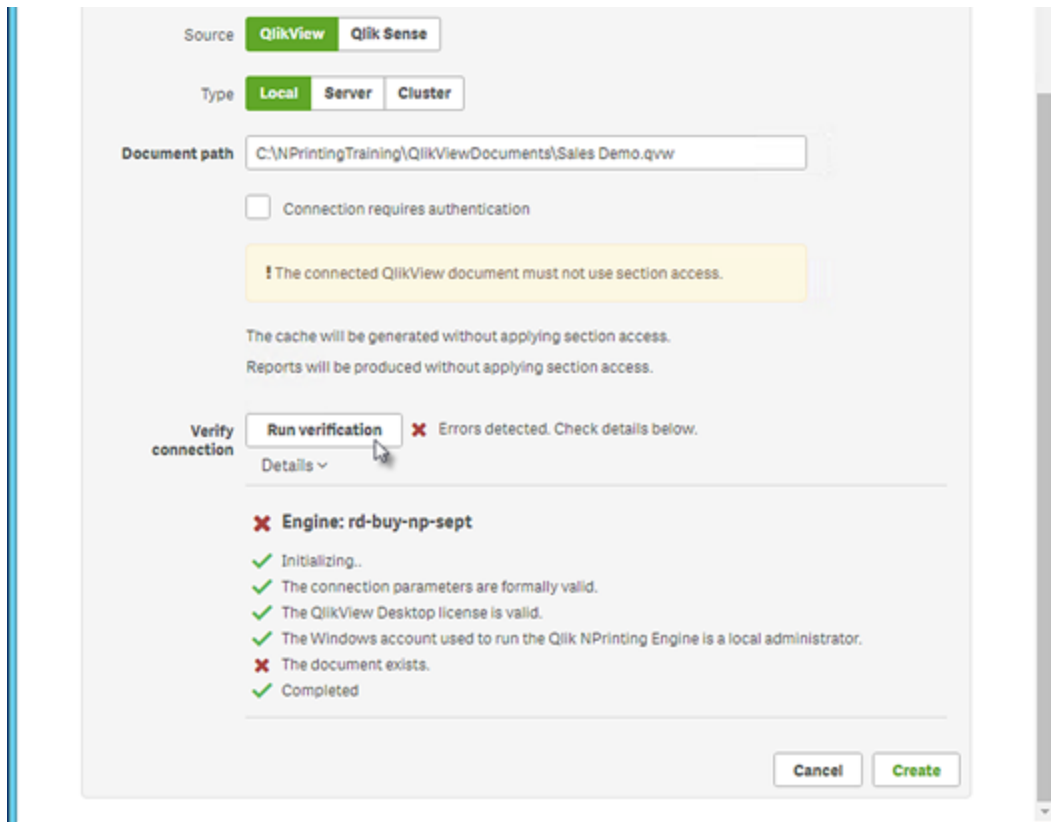 Source QlikView Qlik Sense
Type Local Server Cluster
Document path C:\NPrintingTraining\QlikViewDocuments\Sales Demo.qvw
Connection requires authentication
! The connected QlikView document must not use section access.
The cache will be generated without applying section access.
Reports will be produced without applying section access.
Verify connection Run verification Errors detected. Check details below.
Details
Engine: rd-buy-np-sept
Initializing..
The connection parameters are formally valid.
The QlikView Desktop license is valid.
The Windows account used to run the Qlik NPrinting Engine is a local administrator.
The document exists.
Completed
Cancel Create